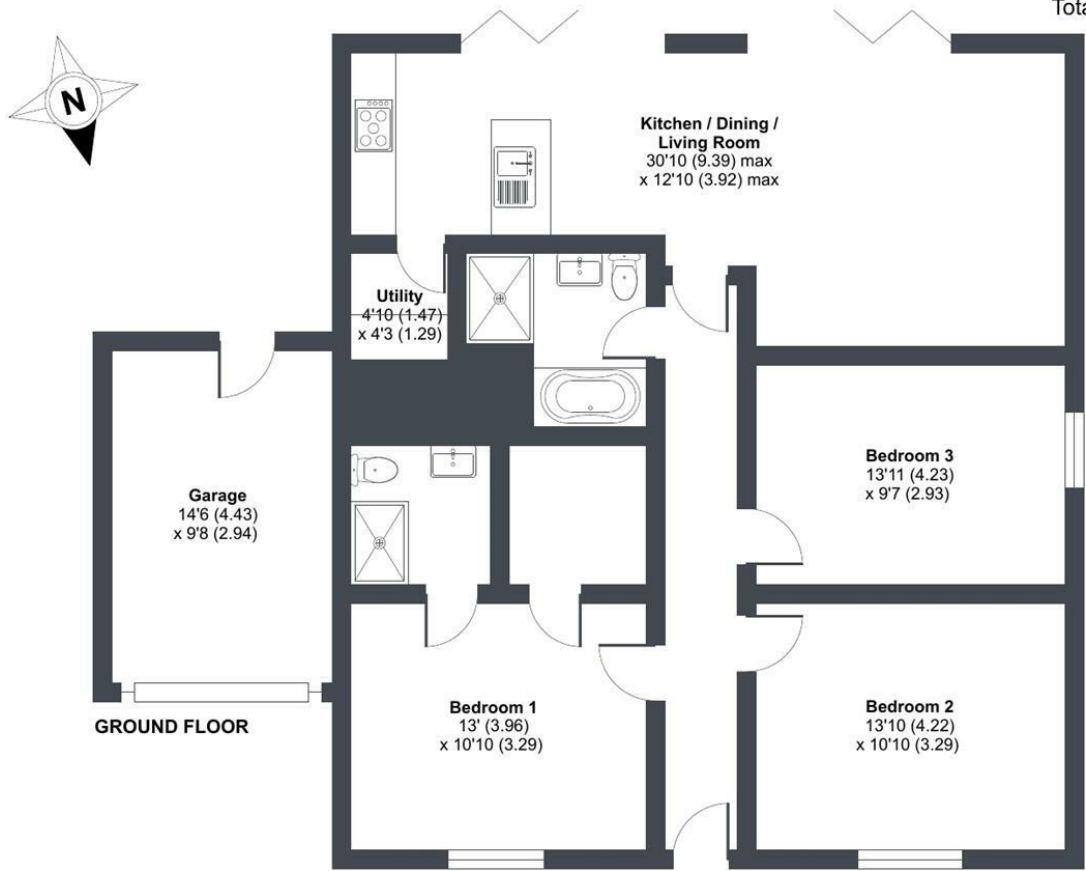 Tota
N
Kitchen / Dining /
Living Room
30'10 (9.39) max
x 12'10 (3.92) max
Utility
4'10 (1.47)
x 4'3 (1.29)
Garage
14'6 (4.43)
x 9'8 (2.94)
Bedroom 3
13'11 (4.23)
x 9'7 (2.93)
Bedroom 1
13' (3.96)
x 10'10 (3.29)
Bedroom 2
13'10 (4.22)
x 10'10 (3.29)
GROUND FLOOR